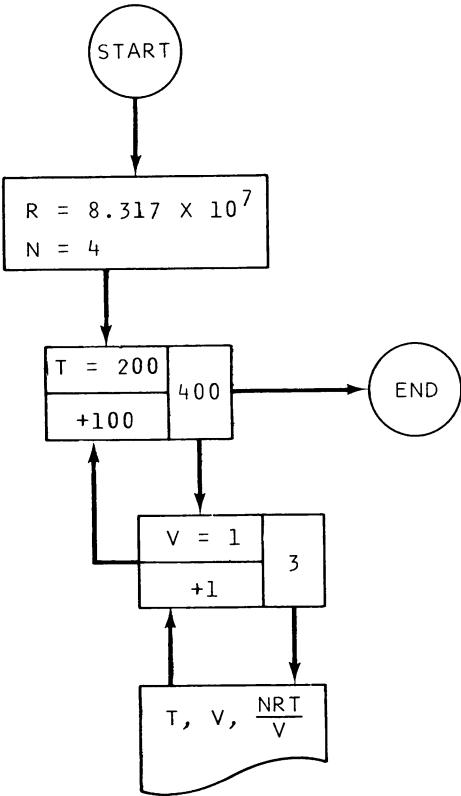 START
R = 8.317 X 10^7
N = 4
T = 200
400
+100
END
V = 1
3
+1
T, V, NRT/V